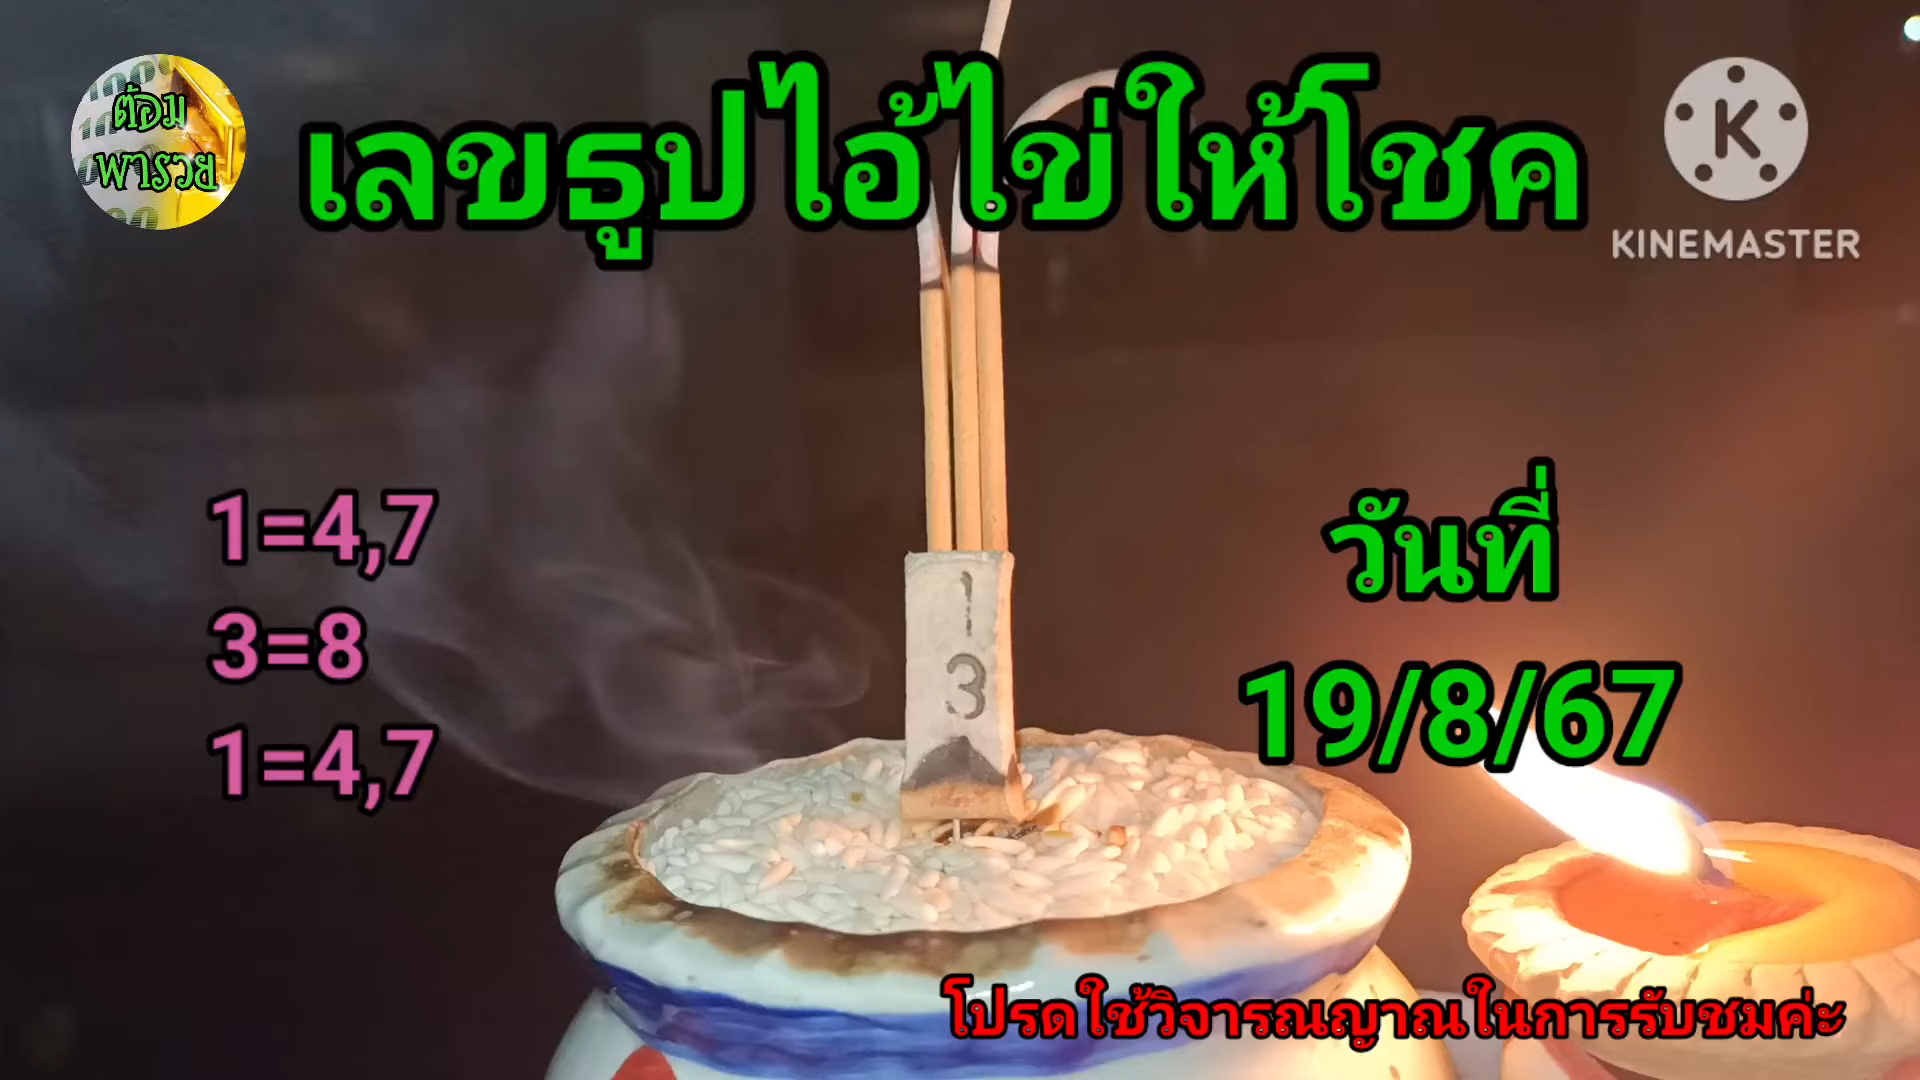 ต้อม
พารวย
เลขธูปไอ้ไข่ให้โชค
K
KINEMASTER
1=4,7
3=8
1=4,7
1
3
วันที่
19/8/67
โปรดใช้วิจารณญาณในการรับชมค่ะ